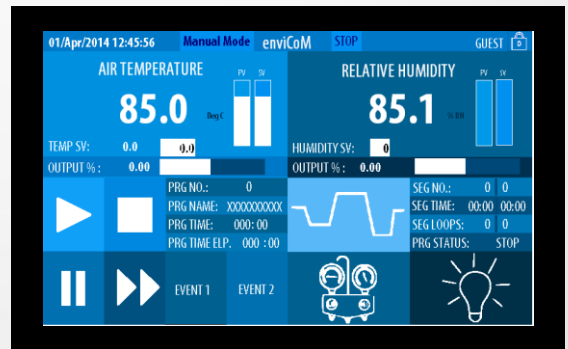 01/Apr/2014 12:45:56 Manual Mode enviCoM STOP GUEST
AIR TEMPERATURE PV SV
85.0 Deg C
TEMP SV: 0.0 0.0
OUTPUT % : 0.00
RELATIVE HUMIDITY PV SV
85.1 % RH
HUMIDITY SV: 0
OUTPUT % : 0.00
PRG NO.: 0
PRG NAME: XXXXXXXXXX
PRG TIME: 000: 00
PRG TIME ELP. 000 : 00
SEG NO.: 0 0
SEG TIME: 00:00 00:00
SEG LOOPS: 0 0
PRG STATUS: STOP
EVENT 1 EVENT 2